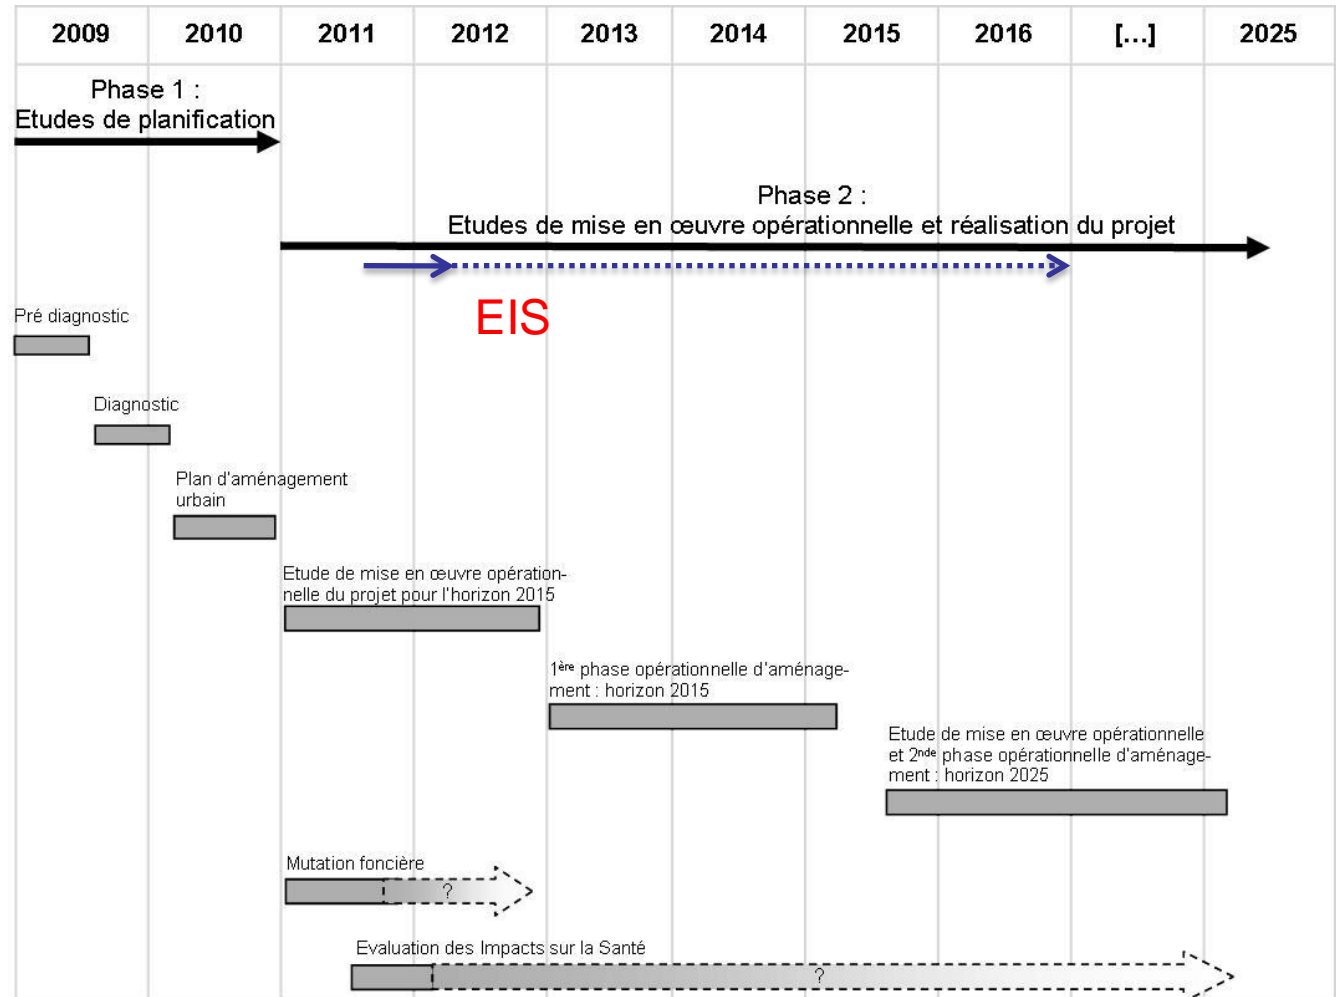 2009 2010 2011 2012 2013 2014 2015 2016 [...] 2025
Phase 1 :
Etudes de planification
Phase 2 :
Etudes de mise en œuvre opérationnelle et réalisation du projet
EIS
Pré diagnostic
Diagnostic
Plan d'aménagement
urbain
Etude de mise en œuvre opération-
nelle du projet pour l'horizon 2015
1ère phase opérationnelle d'aménage-
ment : horizon 2015
Etude de mise en œuvre opérationnelle
et 2nde phase opérationnelle d'aménage-
ment : horizon 2025
Mutation foncière
?
Evaluation des Impacts sur la Santé
?